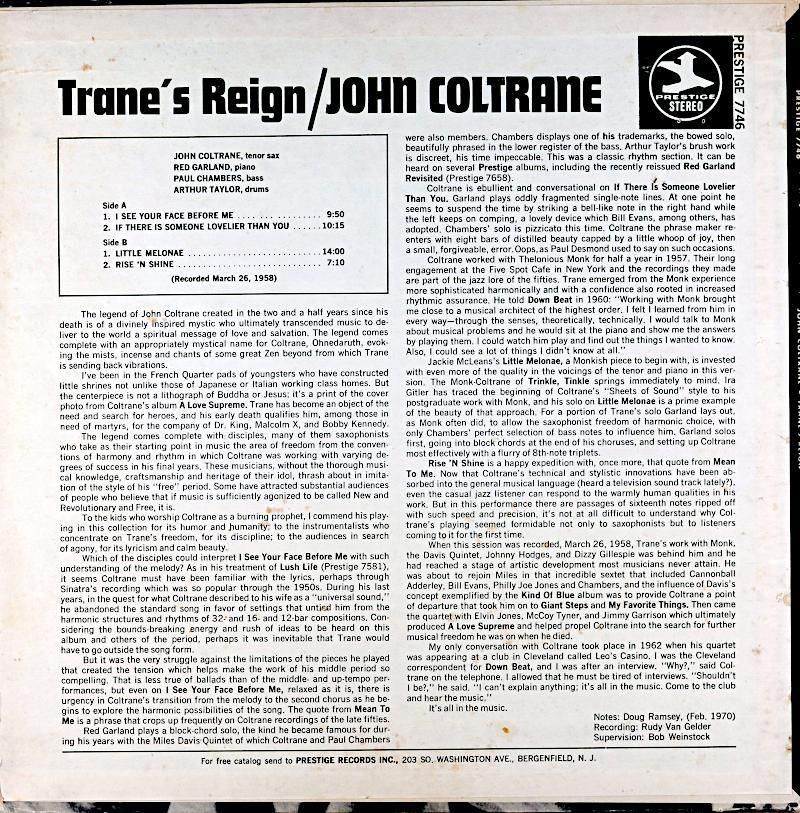 Trane's Reign/JOHN COLTRANE
PRESTIGE
STEREO
PRESTIGE 7746
JOHN COLTRANE, tenor sax
RED GARLAND, piano
PAUL CHAMBERS, bass
ARTHUR TAYLOR, drums
Side A
1. I SEE YOUR FACE BEFORE ME .... ... ............ 9:50
2. IF THERE IS SOMEONE LOVELIER THAN YOU ......10:15
Side B
1. LITTLE MELONAE .................................14:00
2. RISE 'N SHINE .................................. 7:10
(Recorded March 26, 1958)
The legend of John Coltrane created in the two and a half years since his
death is of a divinely inspired mystic who ultimately transcended music to de-
liver to the world a spiritual message of love and salvation. The legend comes
complete with an appropriately mystical name for Coltrane, Ohnedaruth, evok-
ing the mists, incense and chants of some great Zen beyond from which Trane
is sending back vibrations.
I've been in the French Quarter pads of youngsters who have constructed
little shrines not unlike those of Japanese or Italian working class homes. But
the centerpiece is not a lithograph of Buddha or Jesus; it's a print of the cover
photo from Coltrane's album A Love Supreme. Trane has become an object of the
need and search for heroes, and his early death qualifies him, among those in
need of martyrs, for the company of Dr. King, Malcolm X, and Bobby Kennedy.
The legend comes complete with disciples, many of them saxophonists
who take as their starting point in music the area of freedom from the conven-
tions of harmony and rhythm in which Coltrane was working with varying de-
grees of success in his final years. These musicians, without the thorough musi-
cal knowledge, craftsmanship and heritage of their idol, thrash about in imita-
tion of the style of his "free" period. Some have attracted substantial audiences
of people who believe that if music is sufficiently agonized to be called New and
Revolutionary and Free, it is.
To the kids who worship Coltrane as a burning prophet, I commend his play-
ing in this collection for its humor and humanity; to the instrumentalists who
concentrate on Trane's freedom, for its discipline; to the audiences in search
of agony, for its lyricism and calm beauty.
Which of the disciples could interpret I See Your Face Before Me with such
understanding of the melody? As in his treatment of Lush Life (Prestige 7581),
it seems Coltrane must have been familiar with the lyrics, perhaps through
Sinatra's recording which was so popular through the 1950s. During his last
years, in the quest for what Coltrane described to his wife as a "universal sound,"
he abandoned the standard song in favor of settings that untied him from the
harmonic structures and rhythms of 32- and 16- and 12-bar compositions. Con-
sidering the bounds-breaking energy and rush of ideas to be heard on this
album and others of the period, perhaps it was inevitable that Trane would
have to go outside the song form.
But it was the very struggle against the limitations of the pieces he played
that created the tension which helps make the work of his middle period so
compelling. That is less true of ballads than of the middle- and up-tempo per-
formances, but even on I See Your Face Before Me, relaxed as it is, there is
urgency in Coltrane's transition from the melody to the second chorus as he be-
gins to explore the harmonic possibilities of the song. The quote from Mean To
Me is a phrase that crops up frequently on Coltrane recordings of the late fifties.
Red Garland plays a block-chord solo, the kind he became famous for dur-
ing his years with the Miles Davis Quintet of which Coltrane and Paul Chambers
were also members. Chambers displays one of his trademarks, the bowed solo,
beautifully phrased in the lower register of the bass. Arthur Taylor's brush work
is discreet, his time impeccable. This was a classic rhythm section. It can be
heard on several Prestige albums, including the recently reissued Red Garland
Revisited (Prestige 7658).
Coltrane is ebullient and conversational on If There Is Someone Lovelier
Than You. Garland plays oddly fragmented single-note lines. At one point he
seems to suspend the time by striking a bell-like note in the right hand while
the left keeps on comping, a lovely device which Bill Evans, among others, has
adopted. Chambers' solo is pizzicato this time. Coltrane the phrase maker re-
enters with eight bars of distilled beauty capped by a little whoop of joy, then
a small, forgiveable, error. Oops, as Paul Desmond used to say on such occasions.
Coltrane worked with Thelonious Monk for half a year in 1957. Their long
engagement at the Five Spot Cafe in New York and the recordings they made
are part of the jazz lore of the fifties. Trane emerged from the Monk experience
more sophisticated harmonically and with a confidence also rooted in increased
rhythmic assurance. He told Down Beat in 1960: "Working with Monk brought
me close to a musical architect of the highest order. I felt I learned from him in
every way—through the senses, theoretically, technically. I would talk to Monk
about musical problems and he would sit at the piano and show me the answers
by playing them. I could watch him play and find out the things I wanted to know.
Also, I could see a lot of things I didn't know at all."
Jackie McLeans's Little Melonae, a Monkish piece to begin with, is invested
with even more of the quality in the voicings of the tenor and piano in this ver-
sion. The Monk-Coltrane of Trinkle, Tinkle springs immediately to mind. Ira
Gitler has traced the beginning of Coltrane's "Sheets of Sound" style to his
postgraduate work with Monk, and his solo on Little Melonae is a prime example
of the beauty of that approach. For a portion of Trane's solo Garland lays out,
as Monk often did, to allow the saxophonist freedom of harmonic choice, with
only Chambers' perfect selection of bass notes to influence him. Garland solos
first, going into block chords at the end of his choruses, and setting up Coltrane
most effectively with a flurry of 8th-note triplets.
Rise 'N Shine is a happy expedition with, once more, that quote from Mean
To Me. Now that Coltrane's technical and stylistic innovations have been ab-
sorbed into the general musical language (heard a television sound track lately?),
even the casual jazz listener can respond to the warmly human qualities in his
work. But in this performance there are passages of sixteenth notes ripped off
with such speed and precision, it's not at all difficult to understand why Col-
trane's playing seemed formidable not only to saxophonists but to listeners
coming to it for the first time.
When this session was recorded, March 26, 1958, Trane's work with Monk,
the Davis Quintet, Johnny Hodges, and Dizzy Gillespie was behind him and he
had reached a stage of artistic development most musicians never attain. He
was about to rejoin Miles in that incredible sextet that included Cannonball
Adderley, Bill Evans, Philly Joe Jones and Chambers, and the influence of Davis's
concept exemplified by the Kind Of Blue album was to provide Coltrane a point
of departure that took him on to Giant Steps and My Favorite Things. Then came
the quartet with Elvin Jones, McCoy Tyner, and Jimmy Garrison which ultimately
produced A Love Supreme and helped propel Coltrane into the search for further
musical freedom he was on when he died.
My only conversation with Coltrane took place in 1962 when his quartet
was appearing at a club in Cleveland called Leo's Casino. I was the Cleveland
correspondent for Down Beat, and I was after an interview. "Why?," said Col-
trane on the telephone. I allowed that he must be tired of interviews. "Shouldn't
I be?," he said. "I can't explain anything; it's all in the music. Come to the club
and hear the music."
It's all in the music.
Notes: Doug Ramsey, (Feb. 1970)
Recording: Rudy Van Gelder
Supervision: Bob Weinstock
For free catalog send to PRESTIGE RECORDS INC., 203 SO. WASHINGTON AVE., BERGENFIELD, N. J.